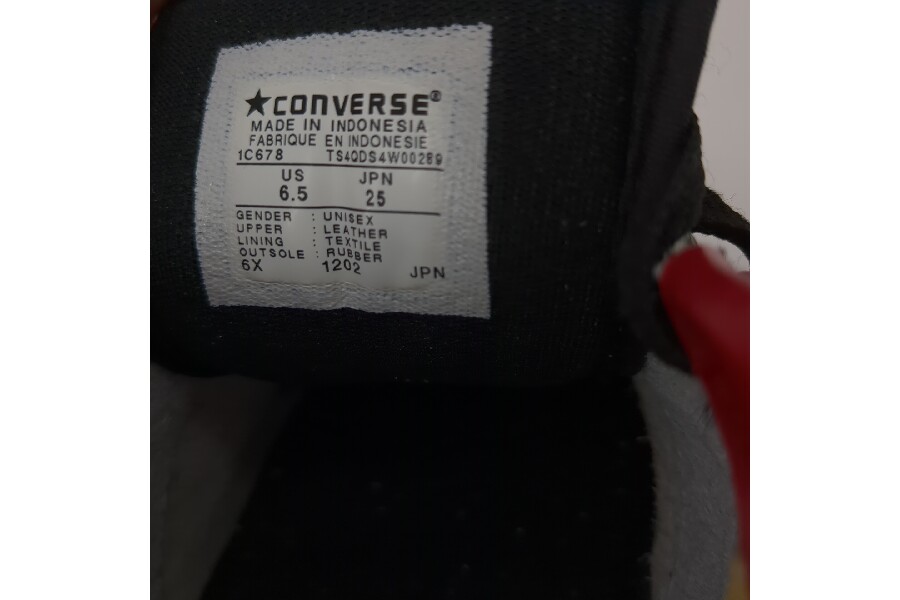 ★CONVERSE®
MADE IN INDONESIA
FABRIQUE EN INDONESIE
1C678 TS4QDS4W00289
US JPN
6.5 25
GENDER : UNISEX
UPPER : LEATHER
LINING : TEXTILE
OUTSOLE : RUBBER
6X 1202 JPN